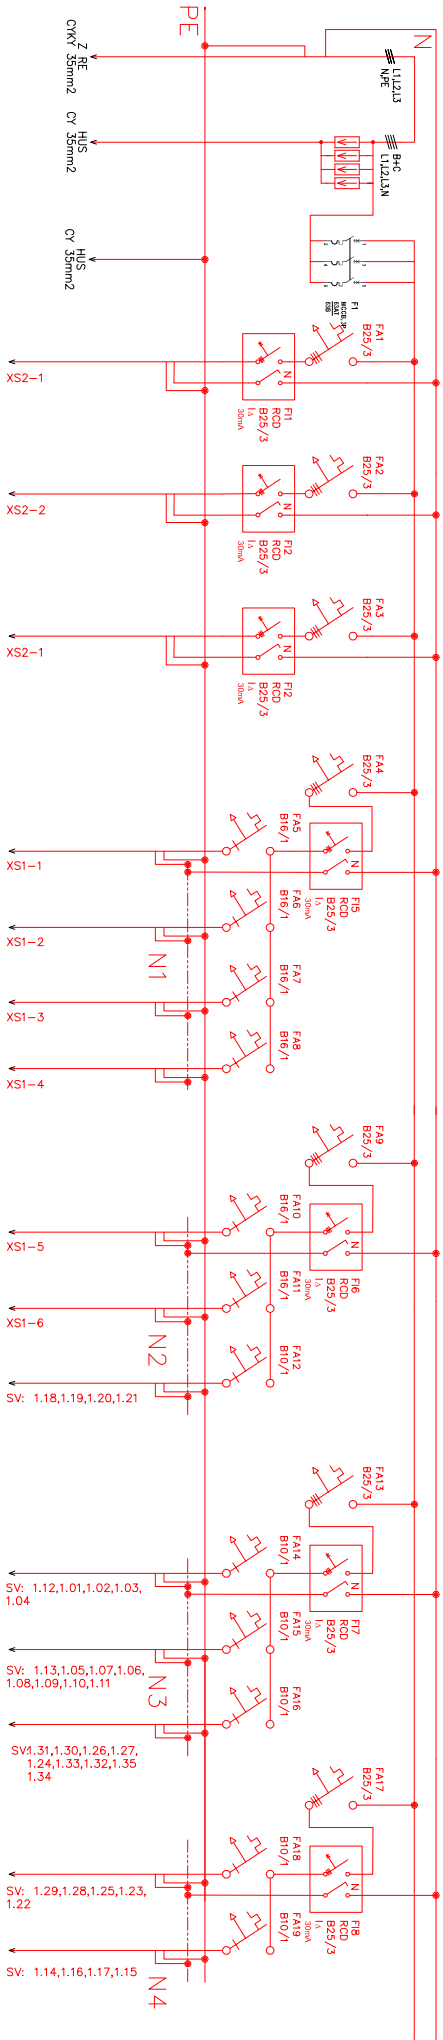 PE
N
Z RE
CYKY 35mm2
L1,L2,L3
N,PE
HUS
CY 35mm2
B+C
L1,L2,L3,N
HUS
CY 35mm2
F1
MCCB,3P
FA1
B25/3
FI1
RCD
B25/3
I∆
30mA
N
XS2-1
FA2
B25/3
FI2
RCD
B25/3
I∆
30mA
N
XS2-2
FA3
B25/3
FI2
RCD
B25/3
I∆
30mA
N
XS2-1
FA4
B25/3
FI5
RCD
B25/3
I∆
30mA
N
FA5
B16/1
XS1-1
FA6
B16/1
XS1-2
N1
FA7
B16/1
XS1-3
FA8
B16/1
XS1-4
FA9
B25/3
FI6
RCD
B25/3
I∆
30mA
N
FA10
B16/1
XS1-5
FA11
B16/1
XS1-6
N2
FA12
B10/1
SV: 1.18,1.19,1.20,1.21
FA13
B25/3
FI7
RCD
B25/3
I∆
30mA
N
FA14
B10/1
SV: 1.12,1.01,1.02,1.03,
1.04
FA15
B10/1
SV: 1.13,1.05,1.07,1.06,
1.08,1.09,1.10,1.11
N3
FA16
B10/1
SV:1.31,1.30,1.26,1.27,
1.24,1.33,1.32,1.35
1.34
FA17
B25/3
FI8
RCD
B25/3
I∆
30mA
N
FA18
B10/1
SV: 1.29,1.28,1.25,1.23,
1.22
FA19
B10/1
SV: 1.14,1.16,1.17,1.15
N4